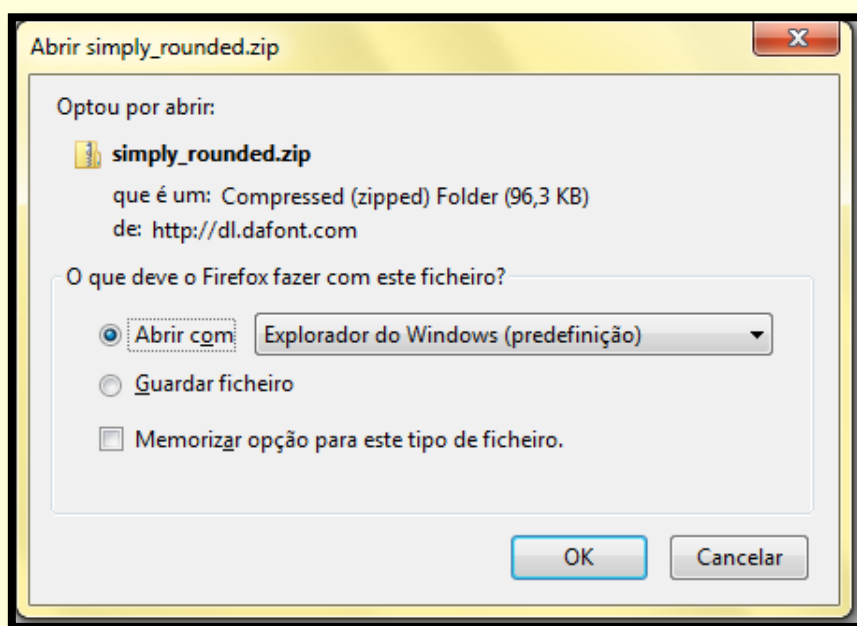 Abrir simply_rounded.zip
Optou por abrir:
simply_rounded.zip
que é um: Compressed (zipped) Folder (96,3 KB)
de: http://dl.dafont.com
O que deve o Firefox fazer com este ficheiro?
Abrir com Explorador do Windows (predefinição)
Guardar ficheiro
Memorizar opção para este tipo de ficheiro.
OK Cancelar